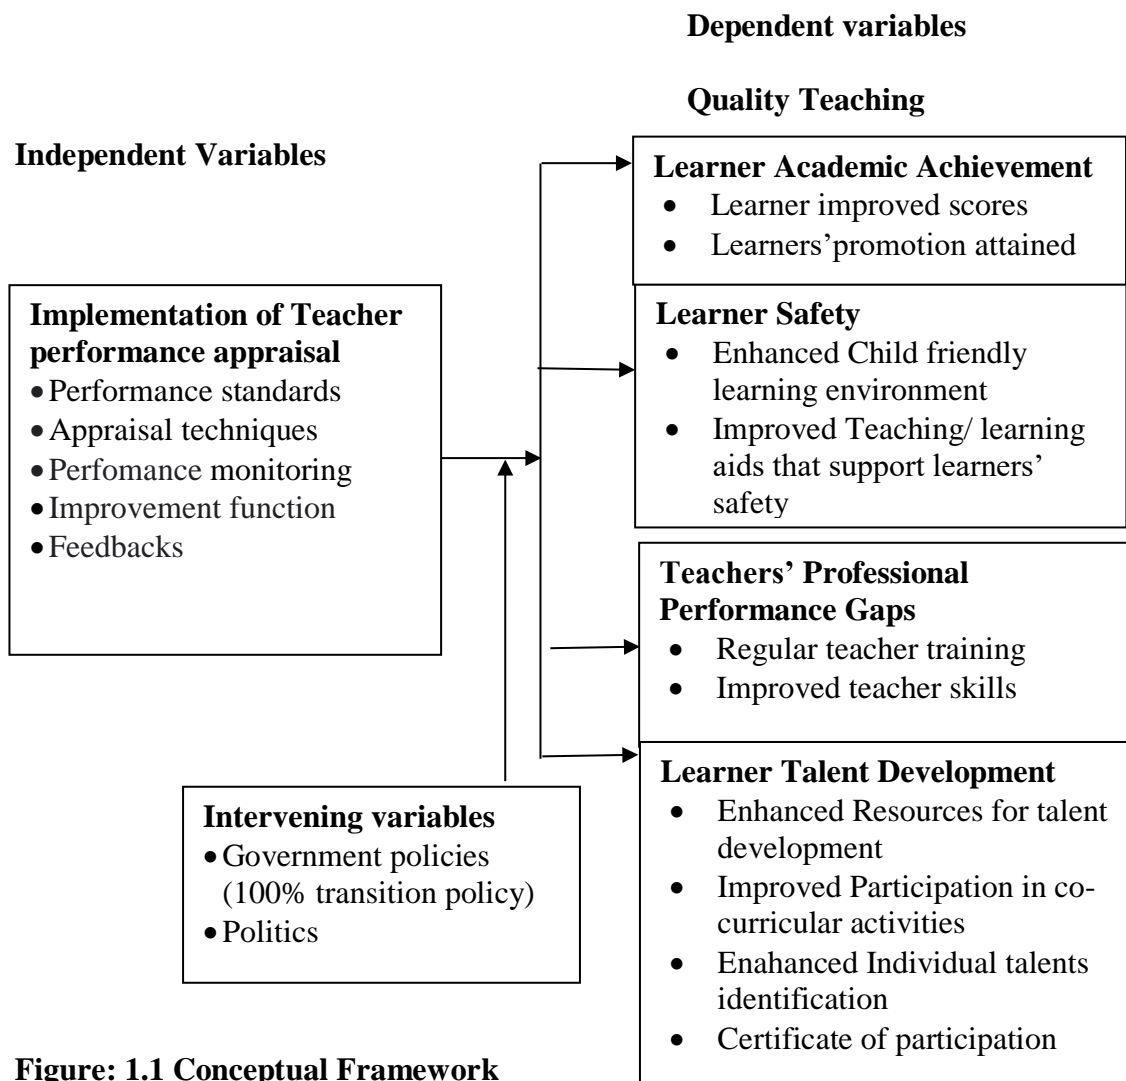 Dependent variables
Quality Teaching
Independent Variables
Learner Academic Achievement
• Learner improved scores
• Learners’promotion attained
Implementation of Teacher
performance appraisal
• Performance standards
• Appraisal techniques
• Perfomance monitoring
• Improvement function
• Feedbacks
Learner Safety
• Enhanced Child friendly
learning environment
• Improved Teaching/ learning
aids that support learners’
safety
Teachers’ Professional
Performance Gaps
• Regular teacher training
• Improved teacher skills
Learner Talent Development
• Enhanced Resources for talent
development
• Improved Participation in co-
curricular activities
• Enahanced Individual talents
identification
• Certificate of participation
Intervening variables
• Government policies
(100% transition policy)
• Politics
Figure: 1.1 Conceptual Framework